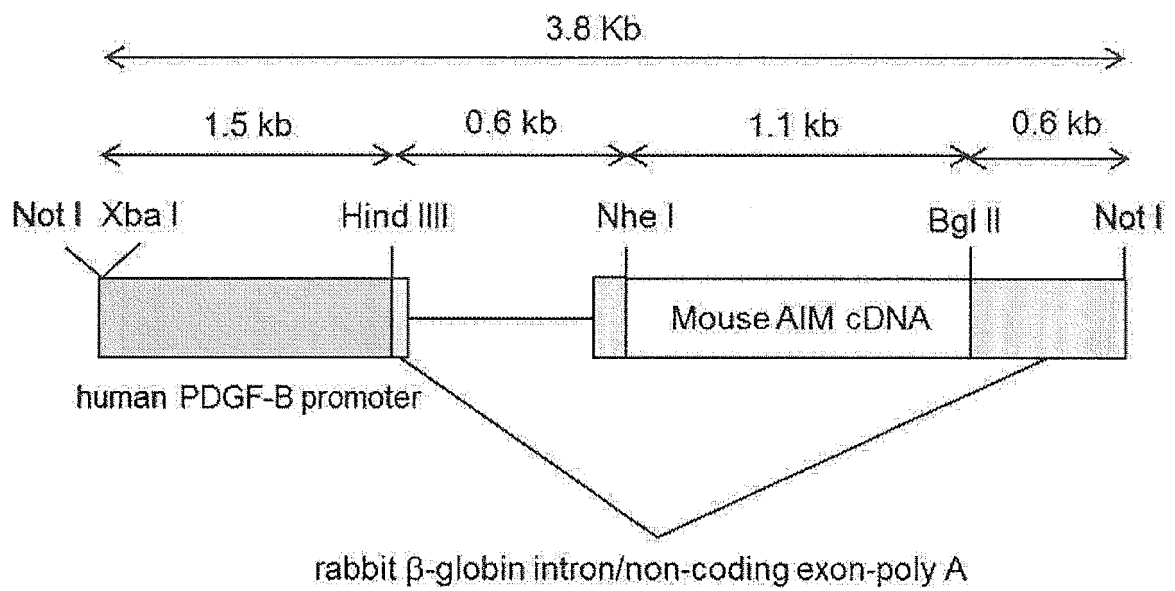 3.8 Kb
1.5 kb 0.6 kb 1.1 kb 0.6 kb
Not I Xba I Hind IIII Nhe I Bgl II Not I
Mouse AIM cDNA
human PDGF-B promoter
rabbit β-globin intron/non-coding exon-poly A